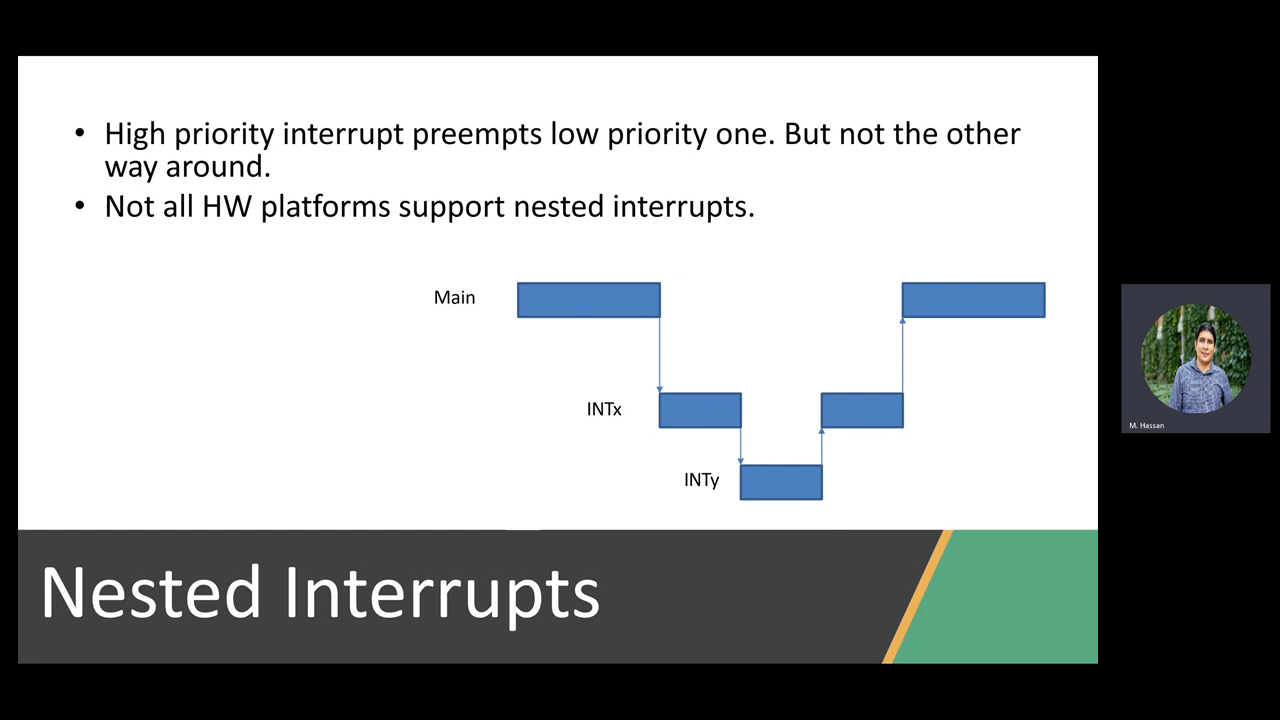 • High priority interrupt preempts low priority one. But not the other
way around.
• Not all HW platforms support nested interrupts.
Main
INTx
INTy
M. Hassan
Nested Interrupts